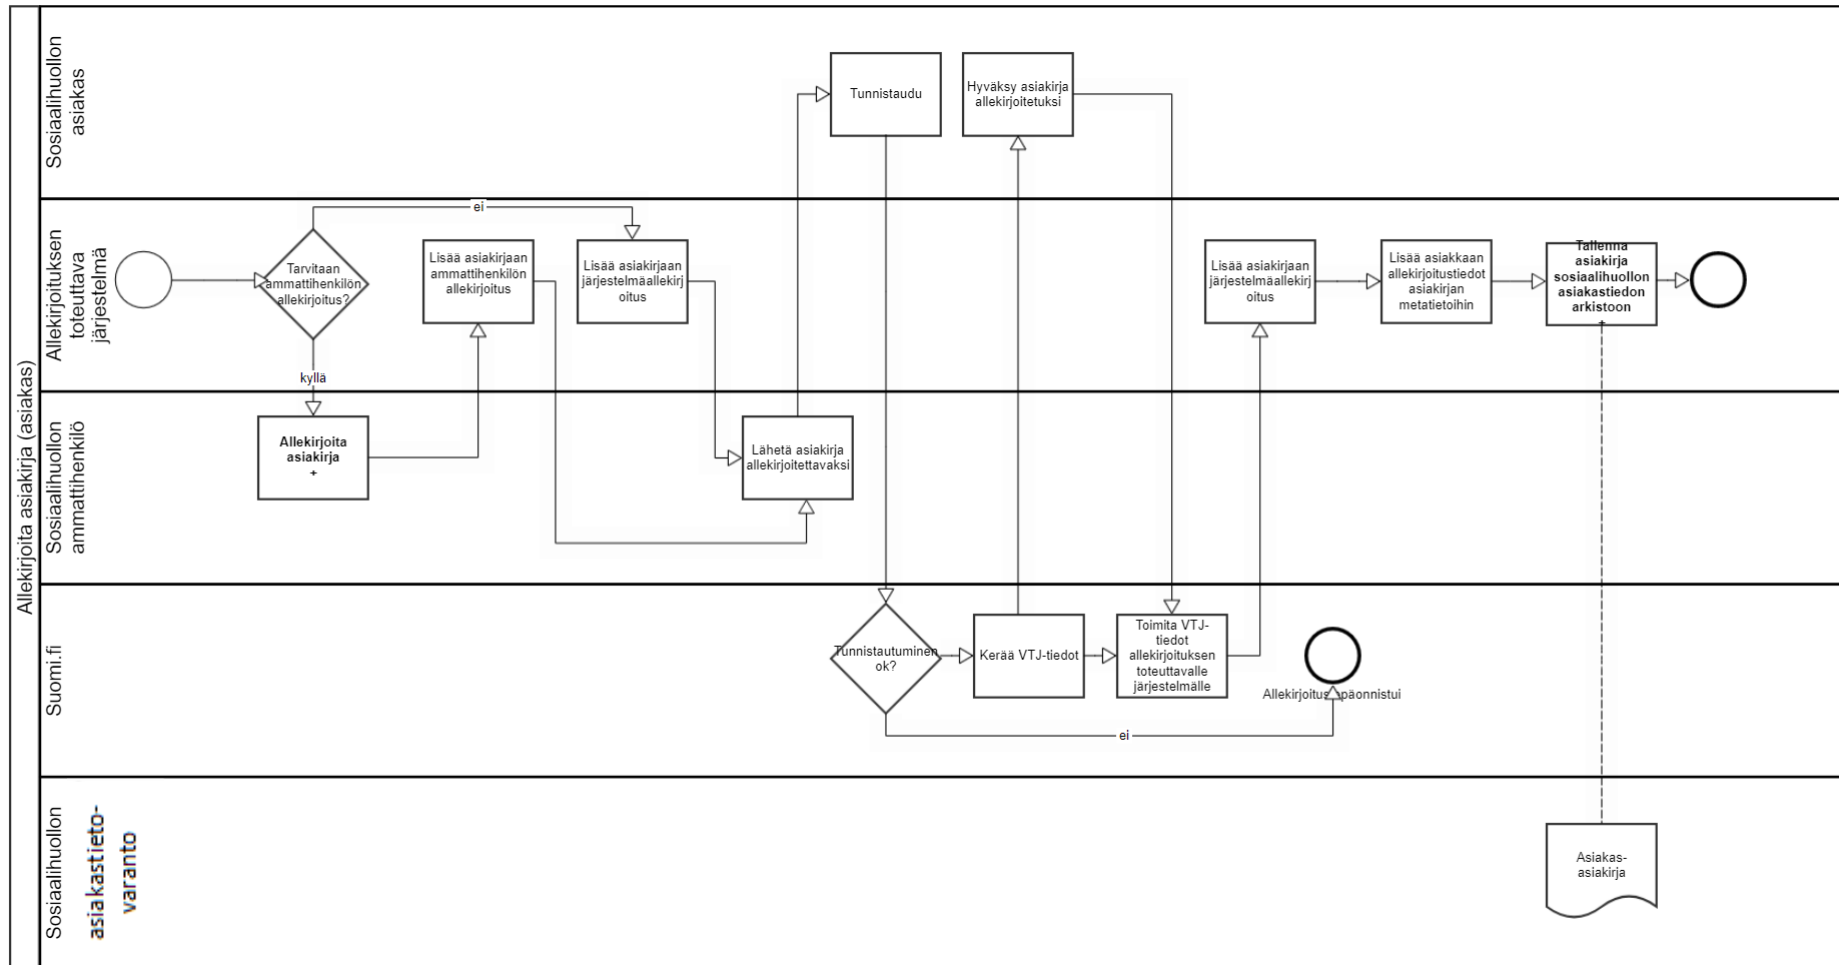 Allekirjoita asiakirja (asiakas)
Sosiaalihuollon
asiakas
Tunnistaudu
Hyväksy asiakirja
allekirjoitetuksi
Allekirjoituksen
toteuttava
järjestelmä
Tarvitaan
ammattihenkilön
allekirjoitus?
ei
kyllä
Lisää asiakirjaan
ammattihenkilön
allekirjoitus
Lisää asiakirjaan
järjestelmäallekirj
oitus
Lisää asiakirjaan
järjestelmäallekirj
oitus
Lisää asiakkaan
allekirjoitustiedot
asiakirjan
metatietoihin
Tallenna
asiakirja
sosiaalihuollon
asiakastiedon
arkistoon
+
Sosiaalihuollon
ammattihenkilö
Allekirjoita
asiakirja
+
Lähetä asiakirja
allekirjoitettavaksi
Suomi.fi
Tunnistautuminen
ok?
Kerää VTJ-tiedot
Toimita VTJ-
tiedot
allekirjoituksen
toteuttavalle
järjestelmälle
Allekirjoitus epäonnistui
ei
Sosiaalihuollon
asiakastieto-
varanto
Asiakas-
asiakirja